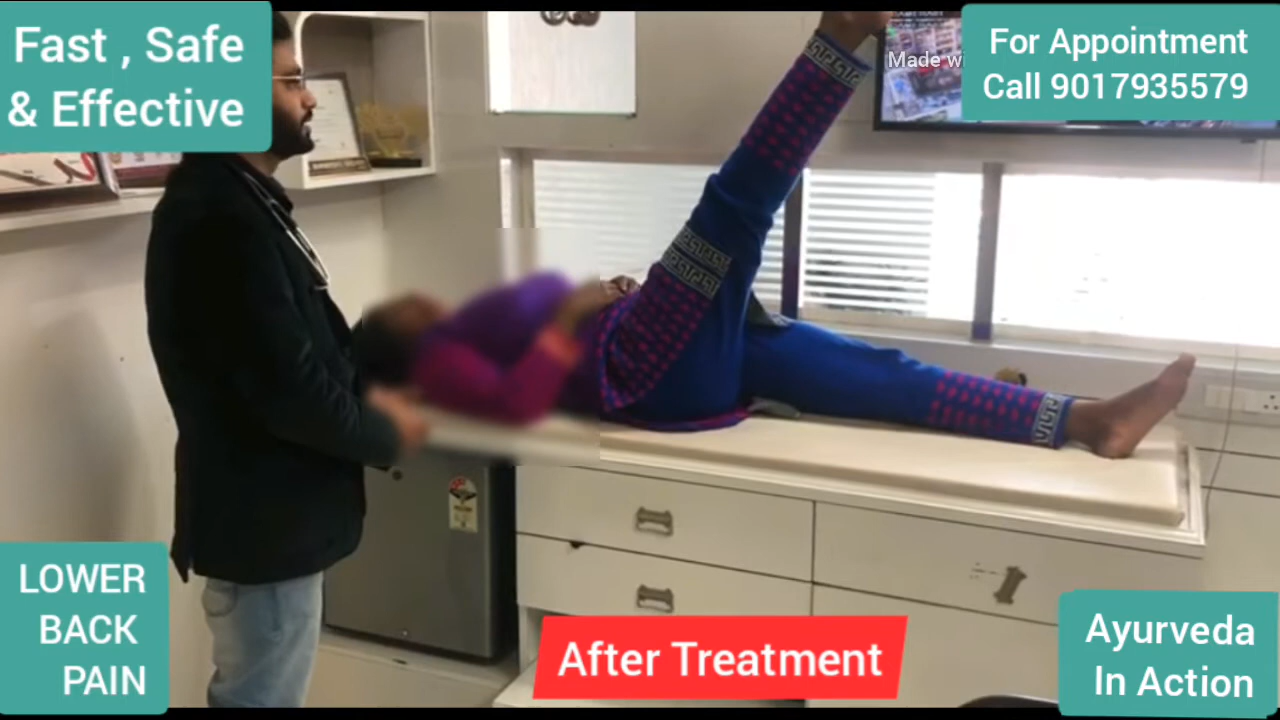 Fast , Safe
& Effective
For Appointment
Call 9017935579
Made w
LOWER
BACK
PAIN
After Treatment
Ayurveda
In Action